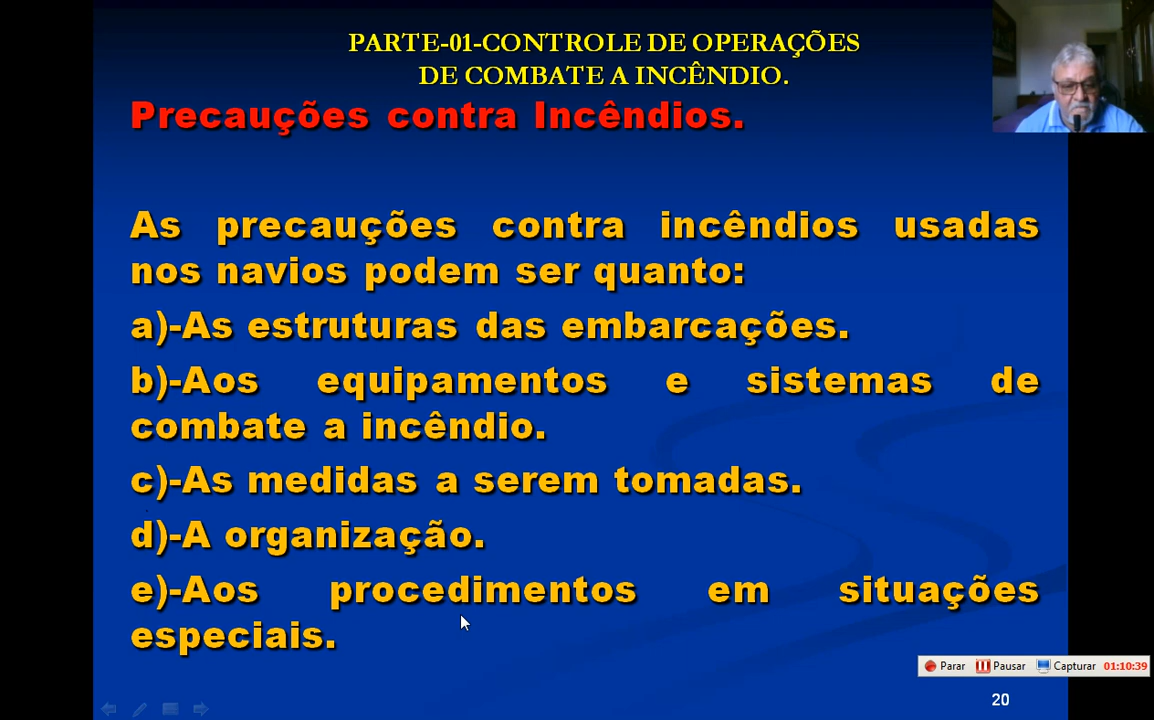 PARTE-01-CONTROLE DE OPERAÇÕES
DE COMBATE A INCÊNDIO.
Precauções contra Incêndios.
As precauções contra incêndios usadas
nos navios podem ser quanto:
a)-As estruturas das embarcações.
b)-Aos equipamentos e sistemas de
combate a incêndio.
c)-As medidas a serem tomadas.
d)-A organização.
e)-Aos procedimentos em situações
especiais.
Parar Pausar Capturar 01:10:39
20